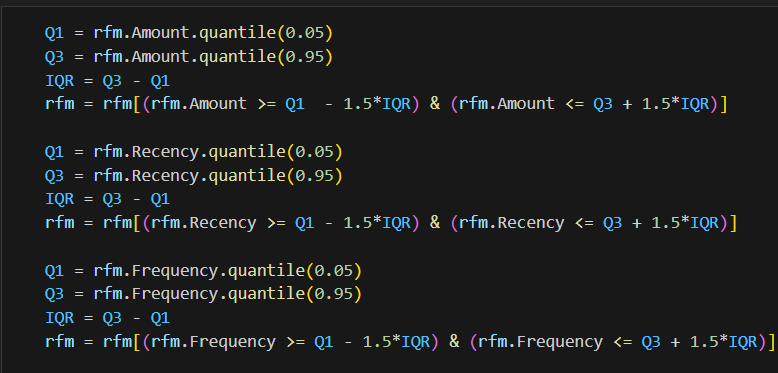 Q1 = rfm.Amount.quantile(0.05)
Q3 = rfm.Amount.quantile(0.95)
IQR = Q3 - Q1
rfm = rfm[(rfm.Amount >= Q1  - 1.5*IQR) & (rfm.Amount <= Q3 + 1.5*IQR)]
Q1 = rfm.Recency.quantile(0.05)
Q3 = rfm.Recency.quantile(0.95)
IQR = Q3 - Q1
rfm = rfm[(rfm.Recency >= Q1 - 1.5*IQR) & (rfm.Recency <= Q3 + 1.5*IQR)]
Q1 = rfm.Frequency.quantile(0.05)
Q3 = rfm.Frequency.quantile(0.95)
IQR = Q3 - Q1
rfm = rfm[(rfm.Frequency >= Q1 - 1.5*IQR) & (rfm.Frequency <= Q3 + 1.5*IQR)]